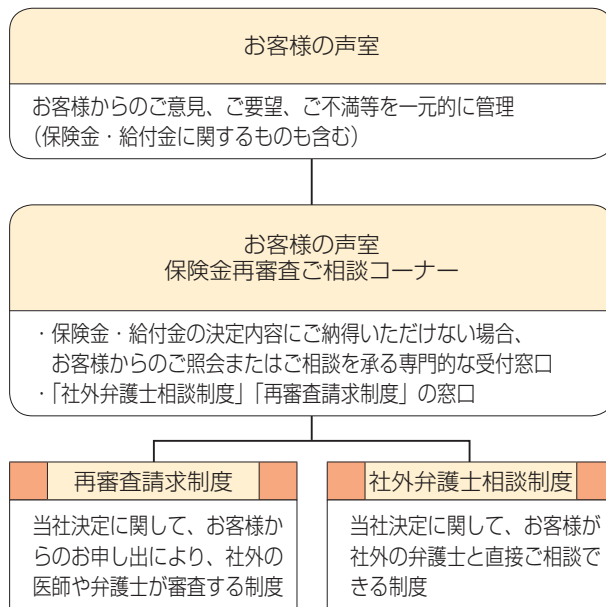 お客様の声室
お客様からのご意見、ご要望、ご不満等を一元的に管理
（保険金・給付金に関するものも含む）
お客様の声室
保険金再審査ご相談コーナー
・保険金・給付金の決定内容にご納得いただけない場合、
お客様からのご照会またはご相談を承る専門的な受付窓口
・「社外弁護士相談制度」「再審査請求制度」の窓口
再審査請求制度
当社決定に関して、お客様か
らのお申し出により、社外の
医師や弁護士が審査する制度
社外弁護士相談制度
当社決定に関して、お客様が
社外の弁護士と直接ご相談で
きる制度